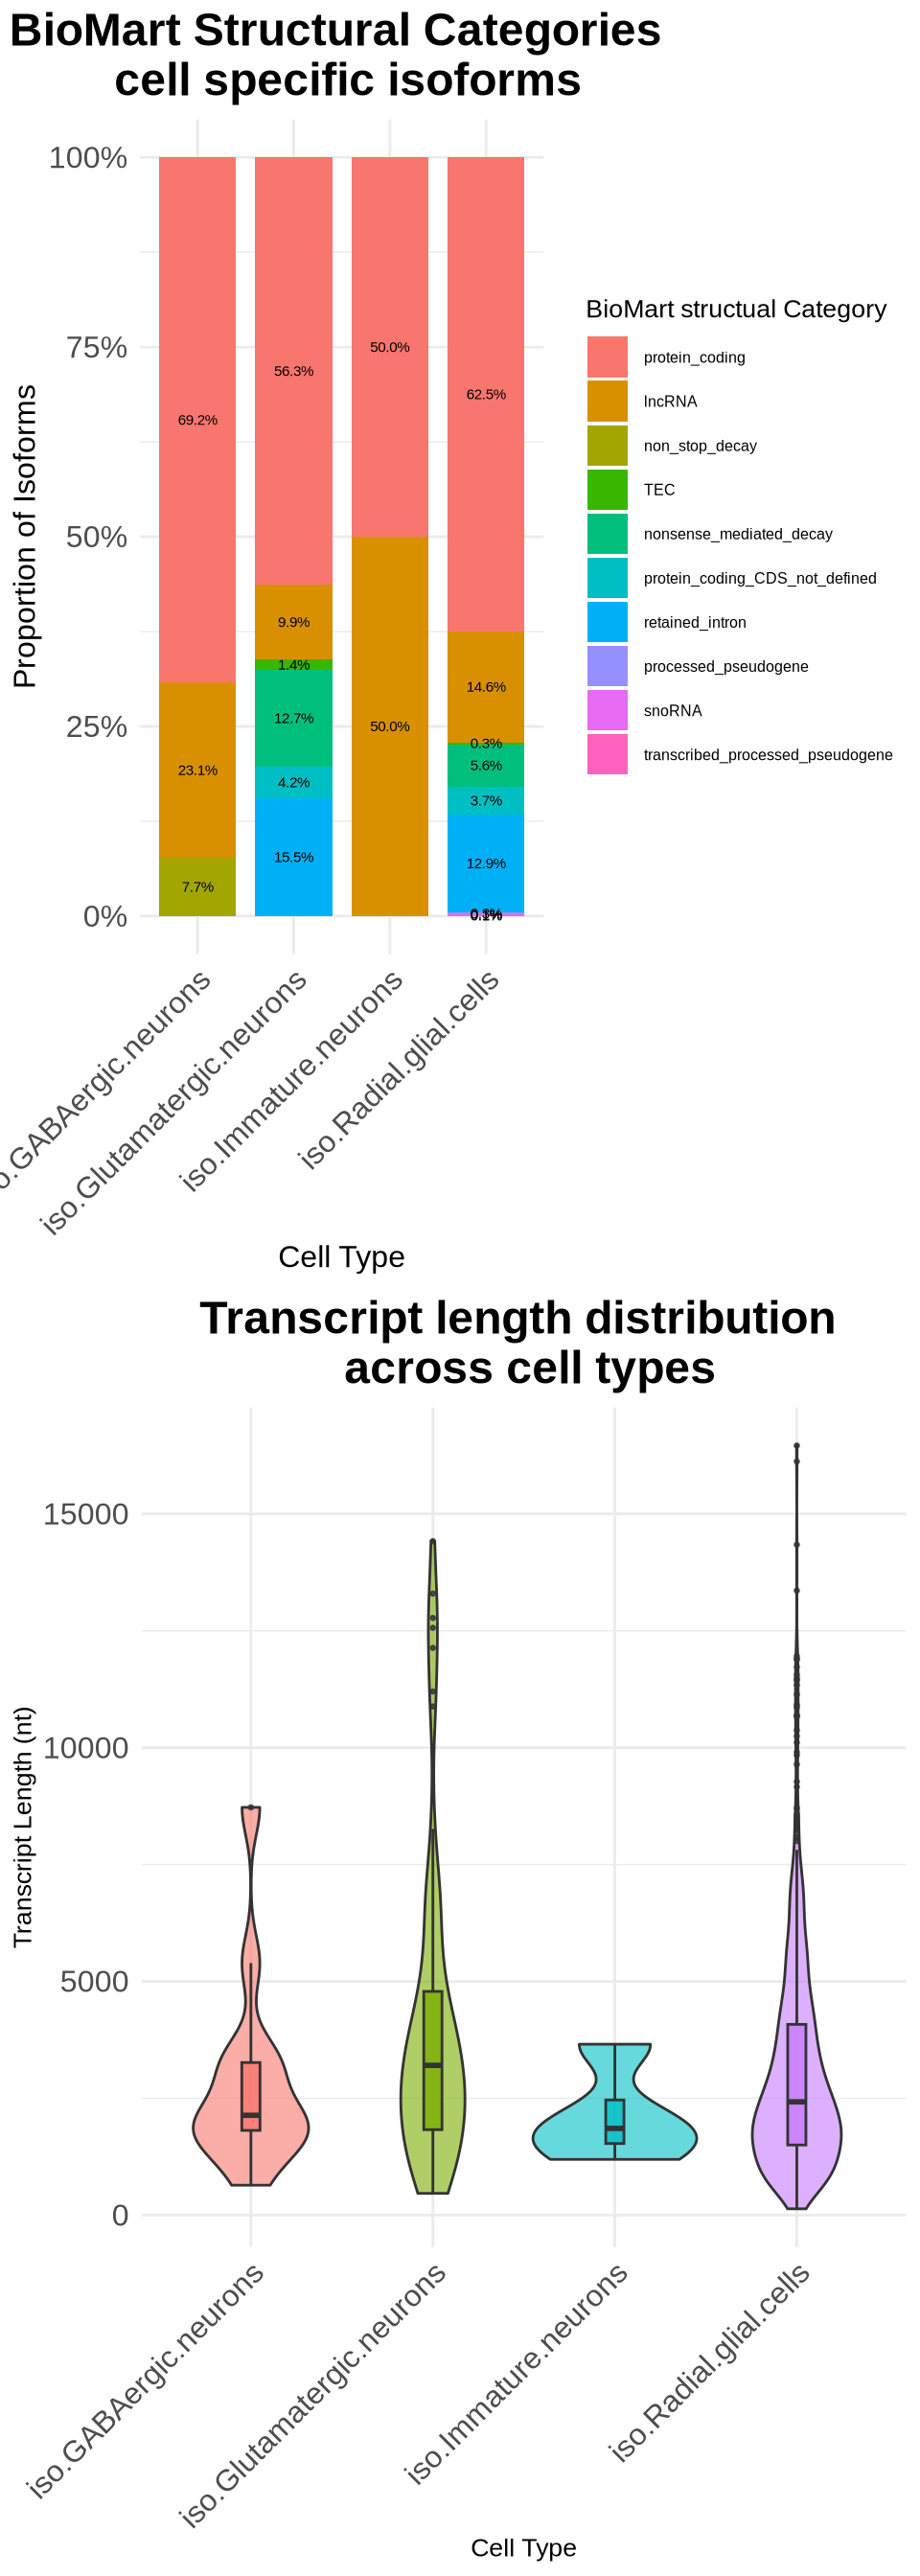 BioMart Structural Categories
cell specific isoforms
Proportion of Isoforms
100%
75%
50%
25%
0%
69.2%
23.1%
7.7%
56.3%
9.9%
1.4%
12.7%
4.2%
15.5%
50.0%
50.0%
62.5%
14.6%
0.3%
5.6%
3.7%
12.9%
o.GABAergic.neurons
iso.Glutamatergic.neurons
iso.Immature.neurons
iso.Radial.glial.cells
Cell Type
BioMart structual Category
protein_coding
lncRNA
non_stop_decay
TEC
nonsense_mediated_decay
protein_coding_CDS_not_defined
retained_intron
processed_pseudogene
snoRNA
transcribed_processed_pseudogene
Transcript length distribution
across cell types
Transcript Length (nt)
15000
10000
5000
0
iso.GABAergic.neurons
iso.Glutamatergic.neurons
iso.Immature.neurons
iso.Radial.glial.cells
Cell Type